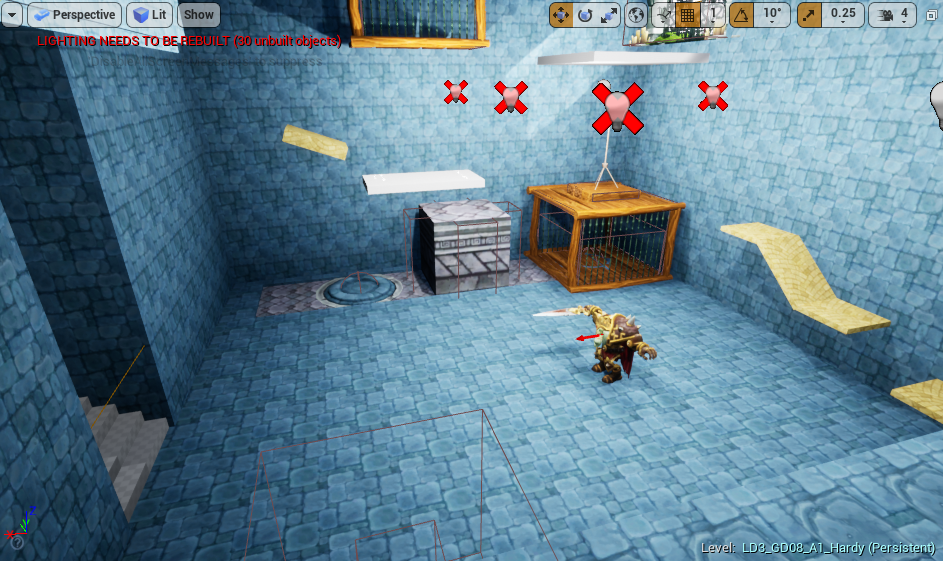 Perspective Lit Show 10° 0.25 4
LIGHTING NEEDS TO BE REBUILT (80 unbuilt objects)
Level: LD3_GD08_A1_Hardy (Persistent)